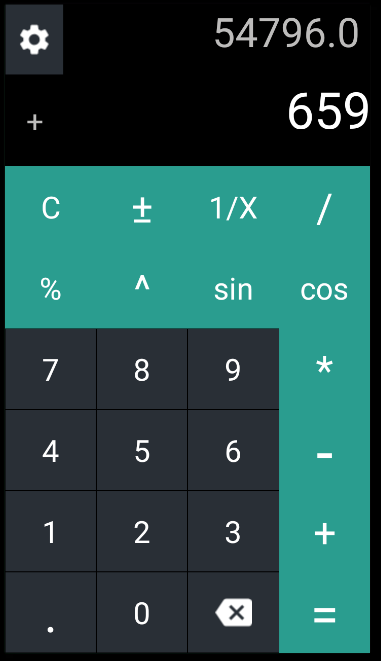 54796.0
+ 659
C ± 1/X /
% ^ sin cos
7 8 9 *
4 5 6 -
1 2 3 +
. 0 =